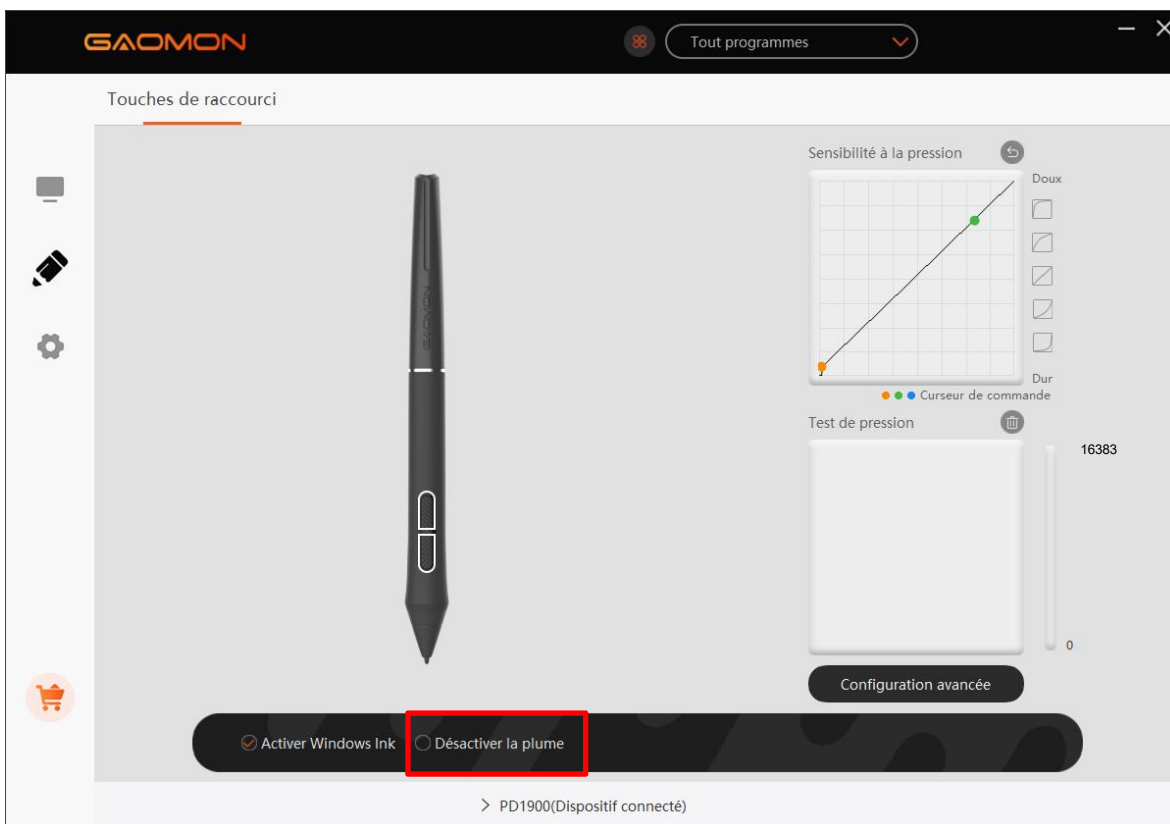 GAOMON
Tout programmes
Touches de raccourci
Sensibilité à la pression
Doux
GAOMON
Dur
Curseur de commande
Test de pression
16383
0
Configuration avancée
Activer Windows Ink
Désactiver la plume
PD1900(Dispositif connecté)